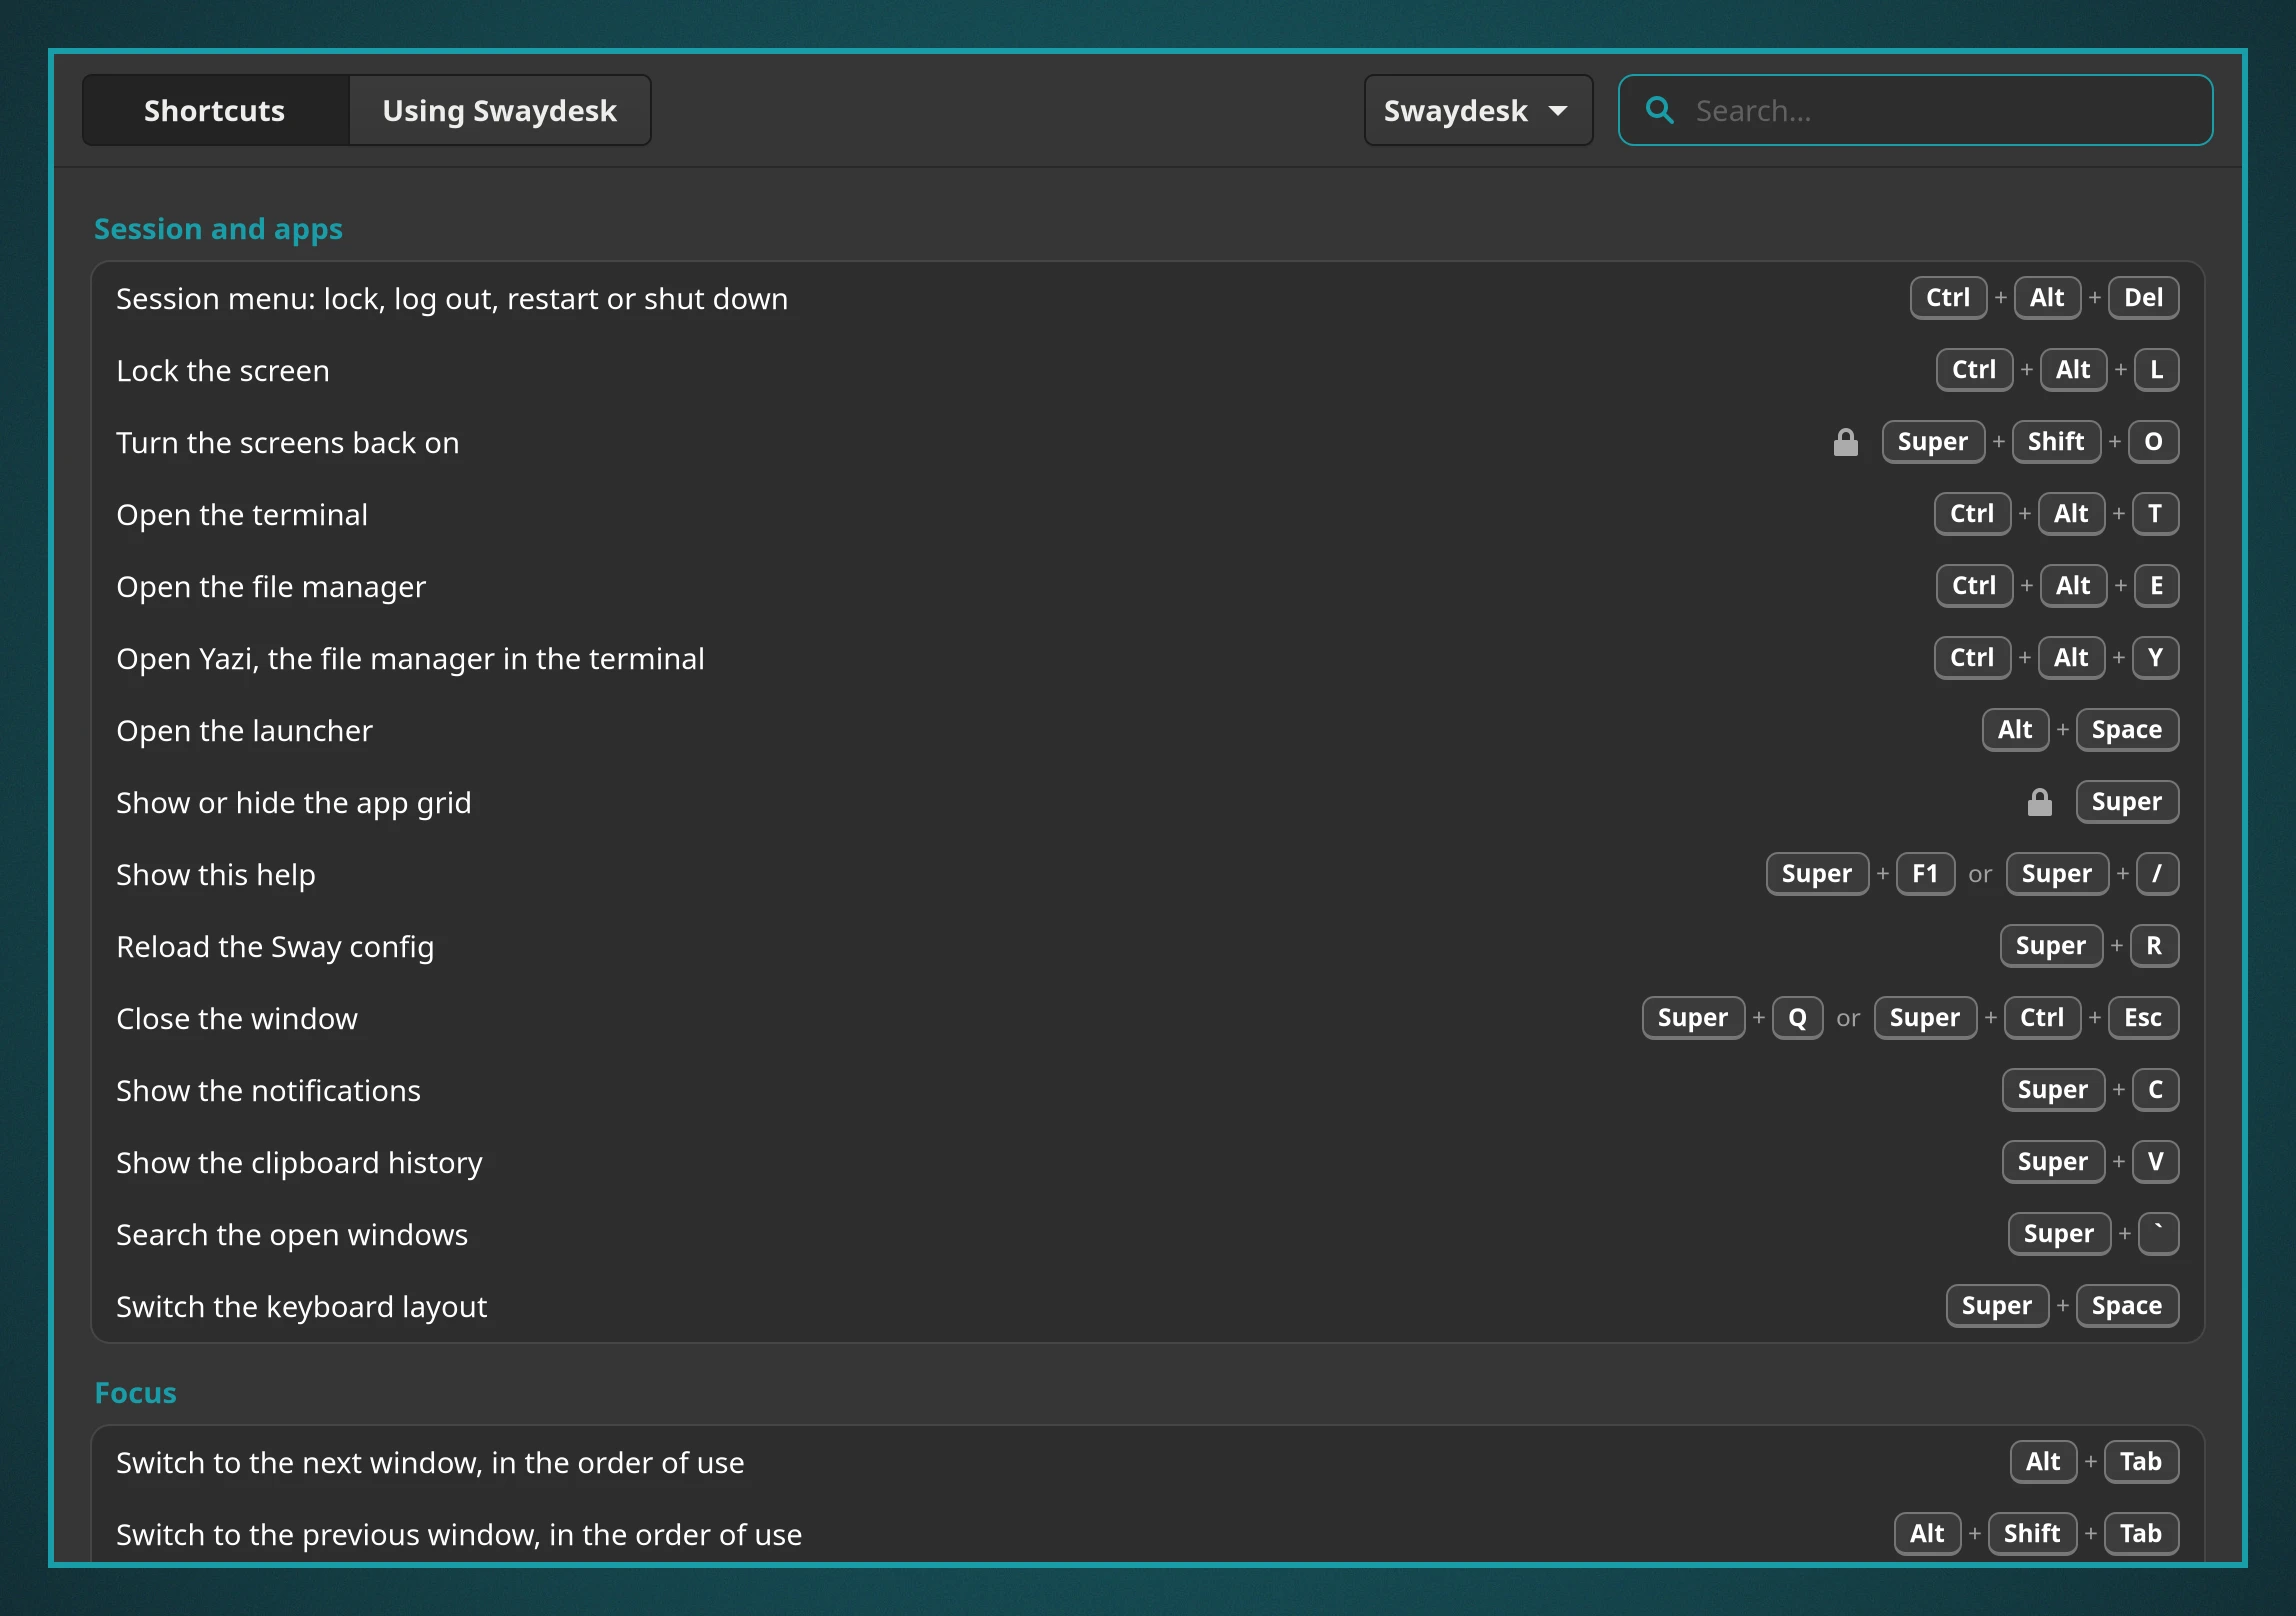 Shortcuts Using Swaydesk Swaydesk Search...
Session and apps
Session menu: lock, log out, restart or shut down Ctrl + Alt + Del
Lock the screen Ctrl + Alt + L
Turn the screens back on Super + Shift + O
Open the terminal Ctrl + Alt + T
Open the file manager Ctrl + Alt + E
Open Yazi, the file manager in the terminal Ctrl + Alt + Y
Open the launcher Alt + Space
Show or hide the app grid Super
Show this help Super + F1 or Super + /
Reload the Sway config Super + R
Close the window Super + Q or Super + Ctrl + Esc
Show the notifications Super + C
Show the clipboard history Super + V
Search the open windows Super + `
Switch the keyboard layout Super + Space
Focus
Switch to the next window, in the order of use Alt + Tab
Switch to the previous window, in the order of use Alt + Shift + Tab